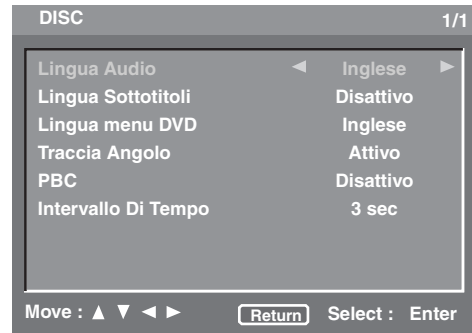 DISC 1/1
Lingua Audio ◀ Inglese ▶
Lingua Sottotitoli Disattivo
Lingua menu DVD Inglese
Traccia Angolo Attivo
PBC Disattivo
Intervallo Di Tempo 3 sec
Move : ▲ ▼ ◀ ▶ Return Select : Enter